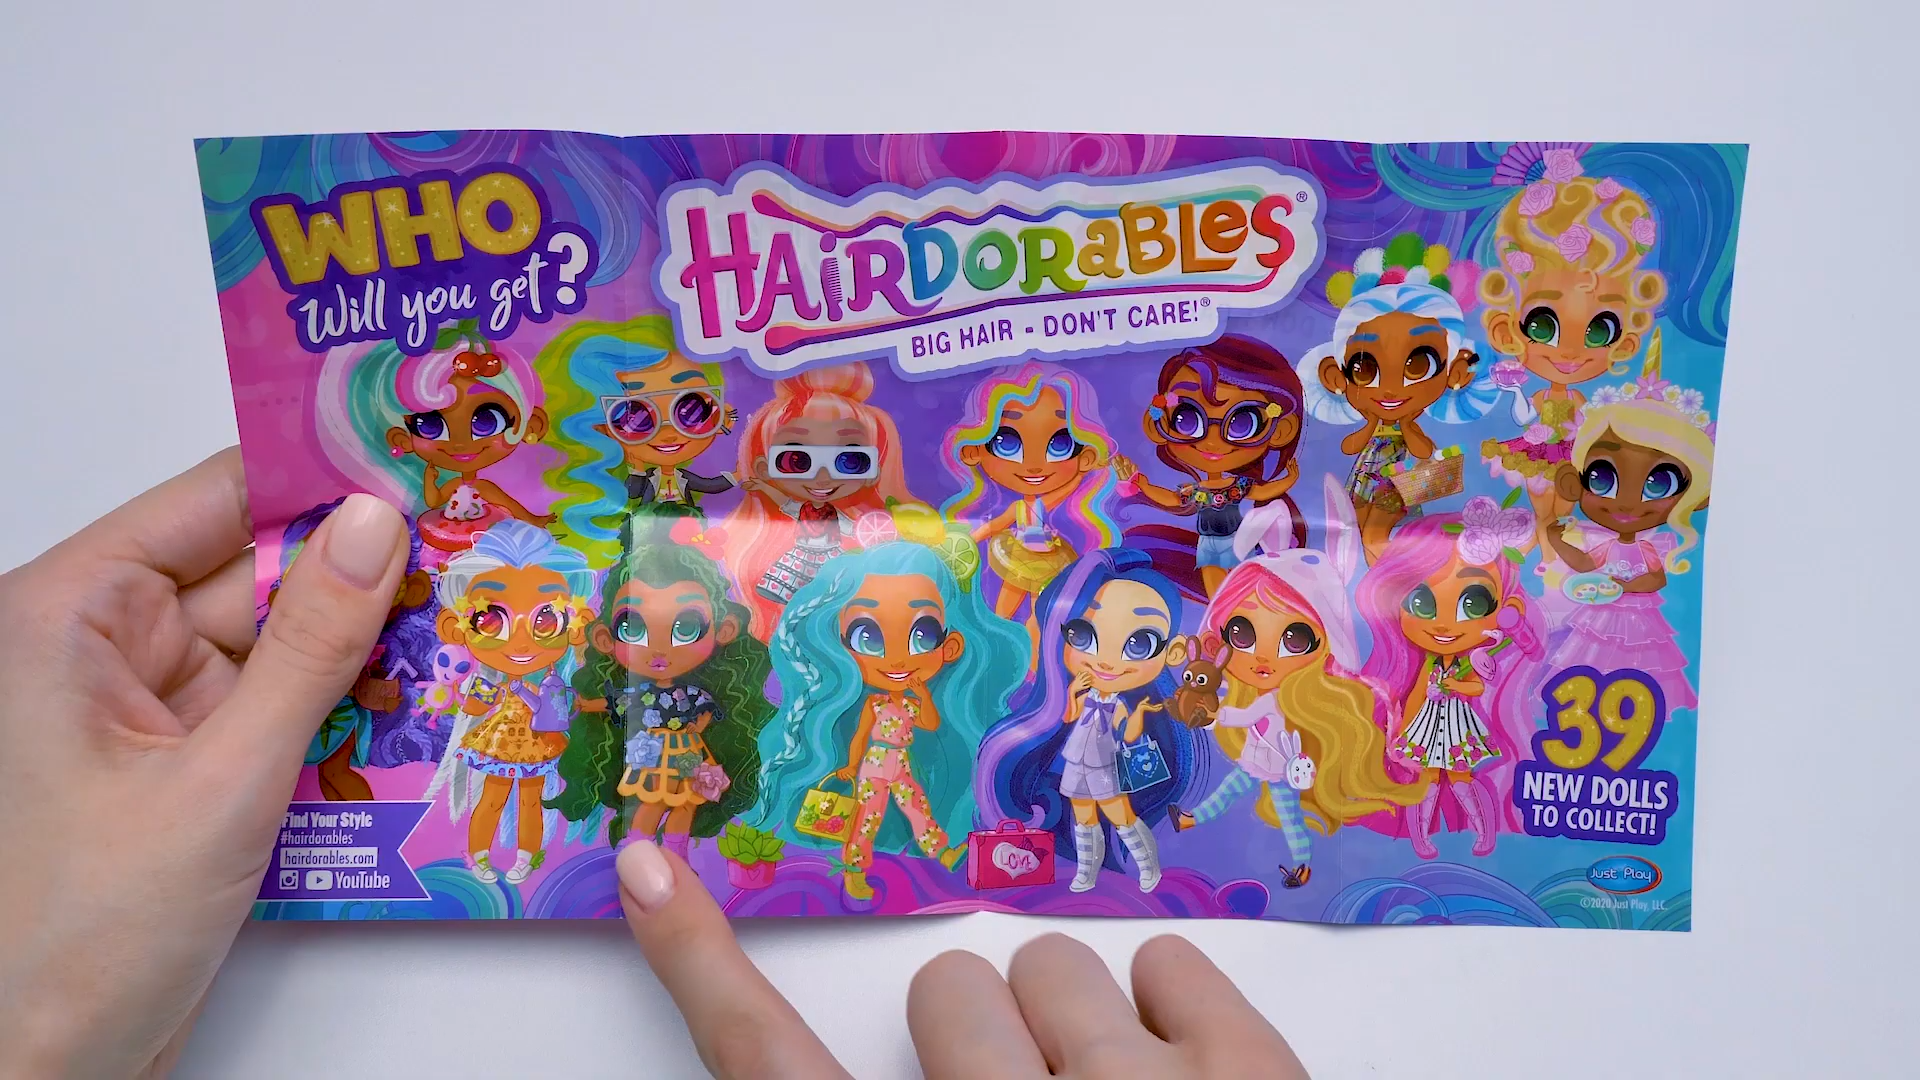 WHO
Will you get?
HAiRDORABLES®
BIG HAIR - DON'T CARE!®
39
NEW DOLLS
TO COLLECT!
LOVE
Find Your Style
#hairdorables
hairdorables.com
YouTube
Just Play
©2020 Just Play, LLC.